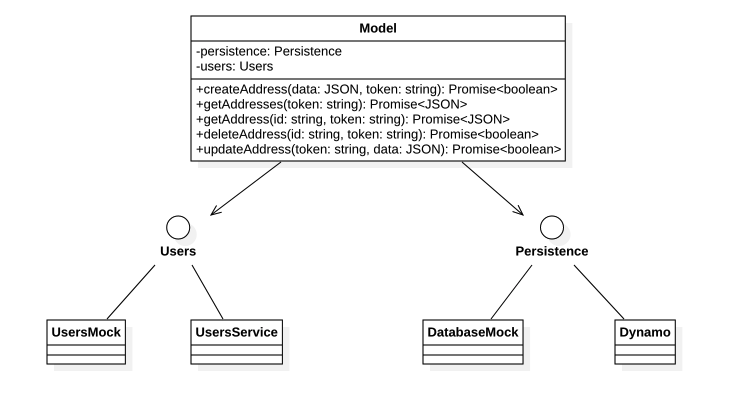 Model
-persistence: Persistence
-users: Users
+createAddress(data: JSON, token: string): Promise<boolean>
+getAddresses(token: string): Promise<JSON>
+getAddress(id: string, token: string): Promise<JSON>
+deleteAddress(id: string, token: string): Promise<boolean>
+updateAddress(token: string, data: JSON): Promise<boolean>
Users
Persistence
UsersMock
UsersService
DatabaseMock
Dynamo